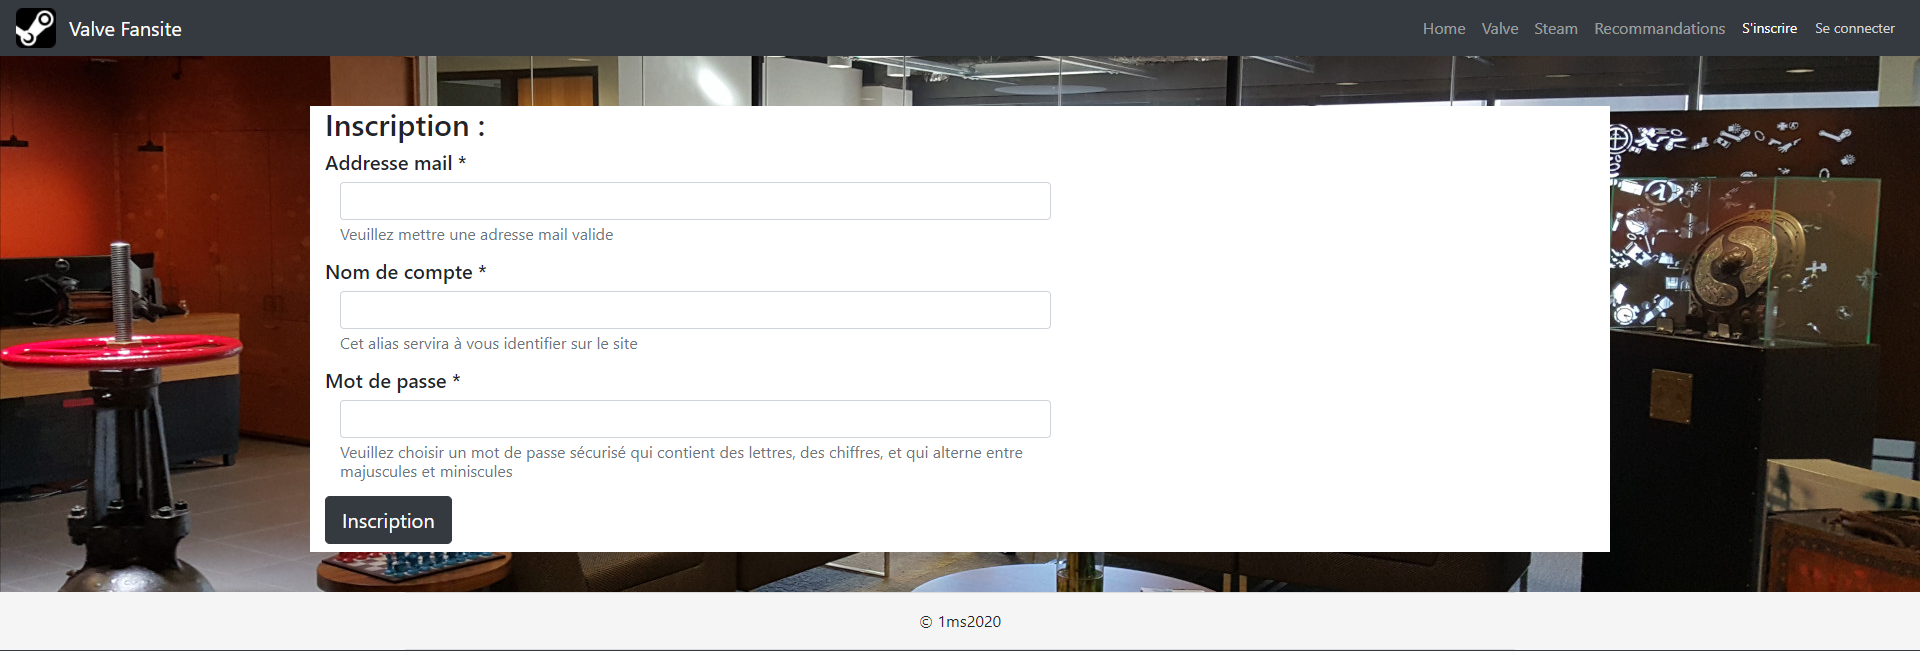 Valve Fansite
Home Valve Steam Recommandations S'inscrire Se connecter
Inscription :
Addresse mail *
Veuillez mettre une adresse mail valide
Nom de compte *
Cet alias servira à vous identifier sur le site
Mot de passe *
Veuillez choisir un mot de passe sécurisé qui contient des lettres, des chiffres, et qui alterne entre
majuscules et miniscules
Inscription
© 1ms2020